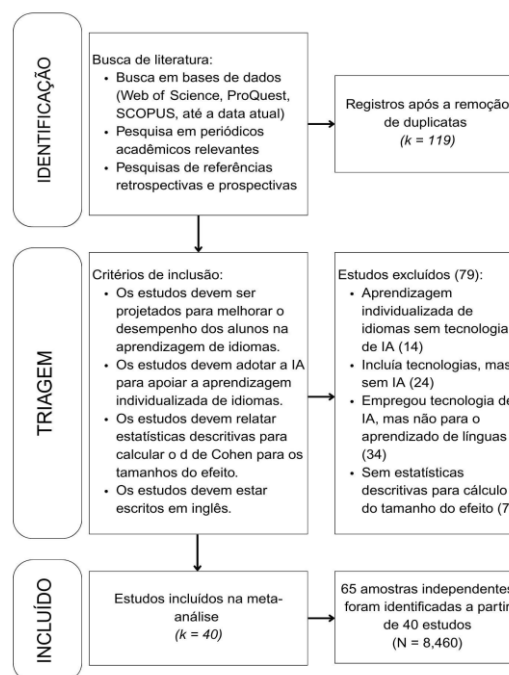 IDENTIFICAÇÃO
Busca de literatura:
• Busca em bases de dados
(Web of Science, ProQuest,
SCOPUS, até a data atual)
• Pesquisa em periódicos
acadêmicos relevantes
• Pesquisas de referências
retrospectivas e prospectivas
Registros após a remoção
de duplicatas
(k = 119)
TRIAGEM
Critérios de inclusão:
• Os estudos devem ser
projetados para melhorar o
desempenho dos alunos na
aprendizagem de idiomas.
• Os estudos devem adotar a IA
para apoiar a aprendizagem
individualizada de idiomas.
• Os estudos devem relatar
estatísticas descritivas para
calcular o d de Cohen para os
tamanhos do efeito.
• Os estudos devem estar
escritos em inglês.
Estudos excluídos (79):
• Aprendizagem
individualizada de
idiomas sem tecnologia
de IA (14)
• Incluía tecnologias, mas
sem IA (24)
• Empregou tecnologia de
IA, mas não para o
aprendizado de línguas
(34)
• Sem estatísticas
descritivas para cálculo
do tamanho do efeito (7
INCLUÍDO
Estudos incluídos na meta-
análise
(k = 40)
65 amostras independentes
foram identificadas a partir
de 40 estudos
(N = 8,460)